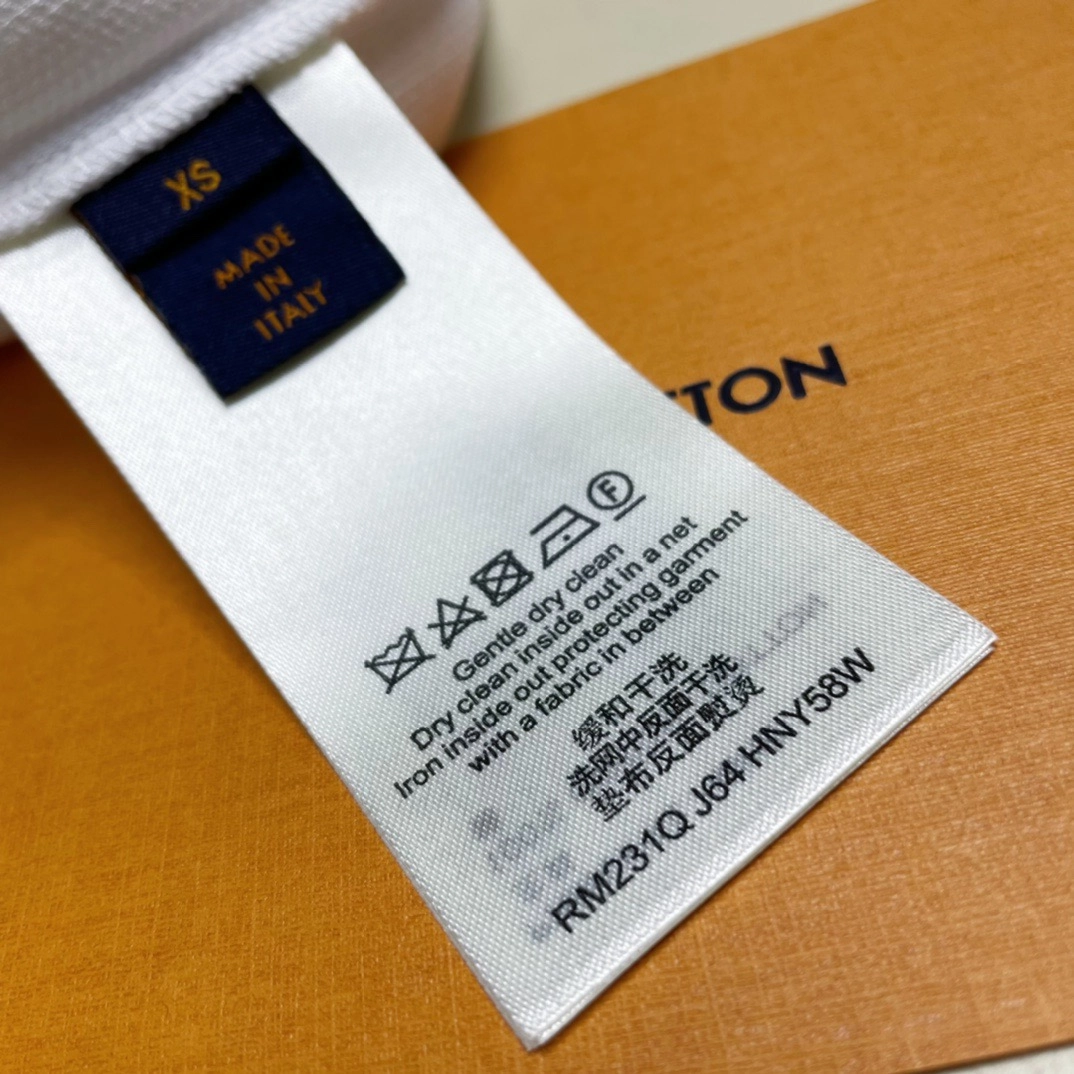 XS
MADE
IN
ITALY
TTON
F
Gentle dry clean
Dry clean inside out in a net
Iron inside out protecting garment
with a fabric in between
缓和干洗
洗网中反面干洗
垫布反面熨烫
RM231Q J64 HNY58W